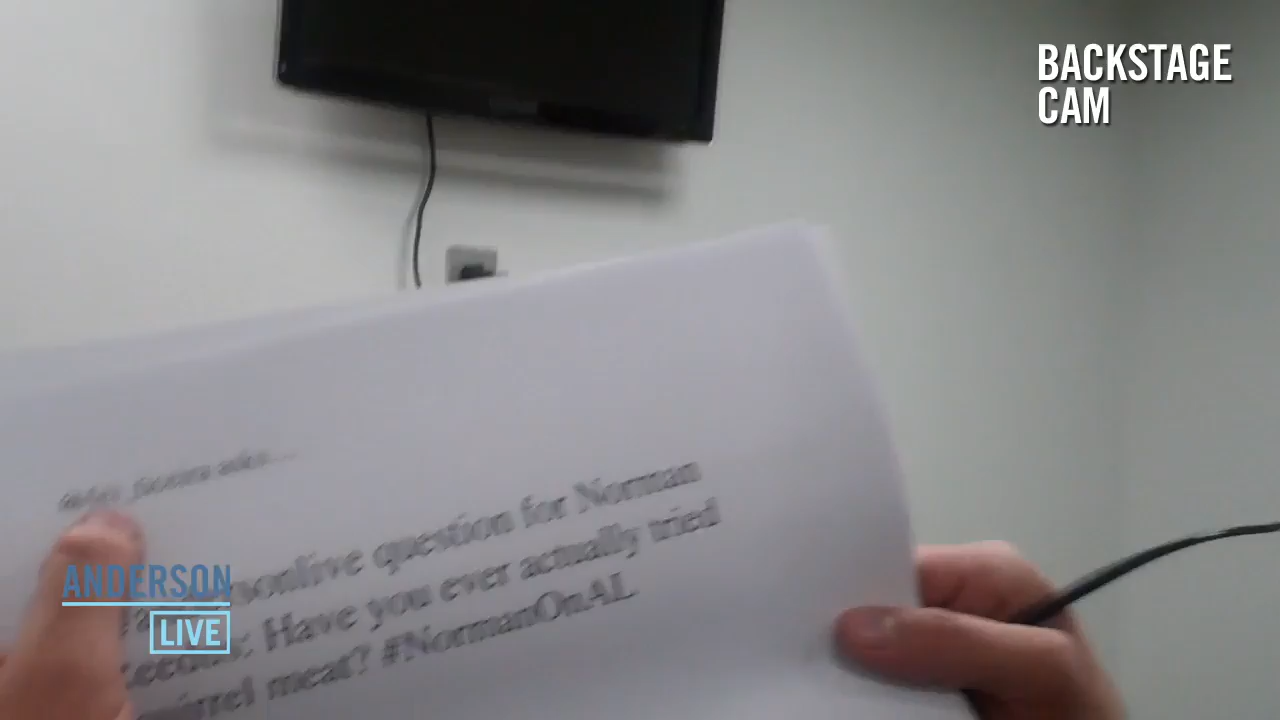 BACKSTAGE
CAM
question for Norman
Have you ever actually tried
meat? #NormanOnAL
ANDERSON
LIVE